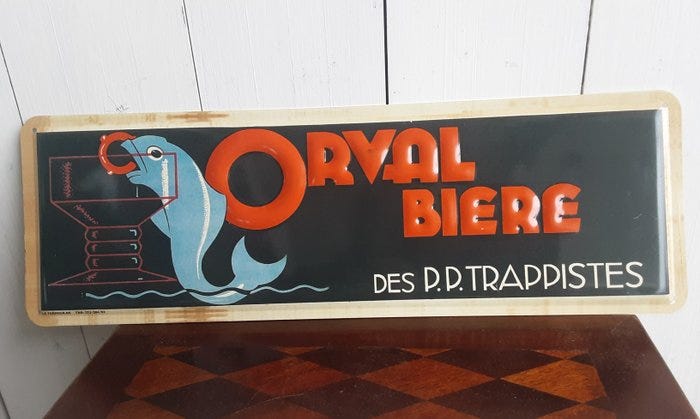 ORVAL
BIERE
DES P.P. TRAPPISTES